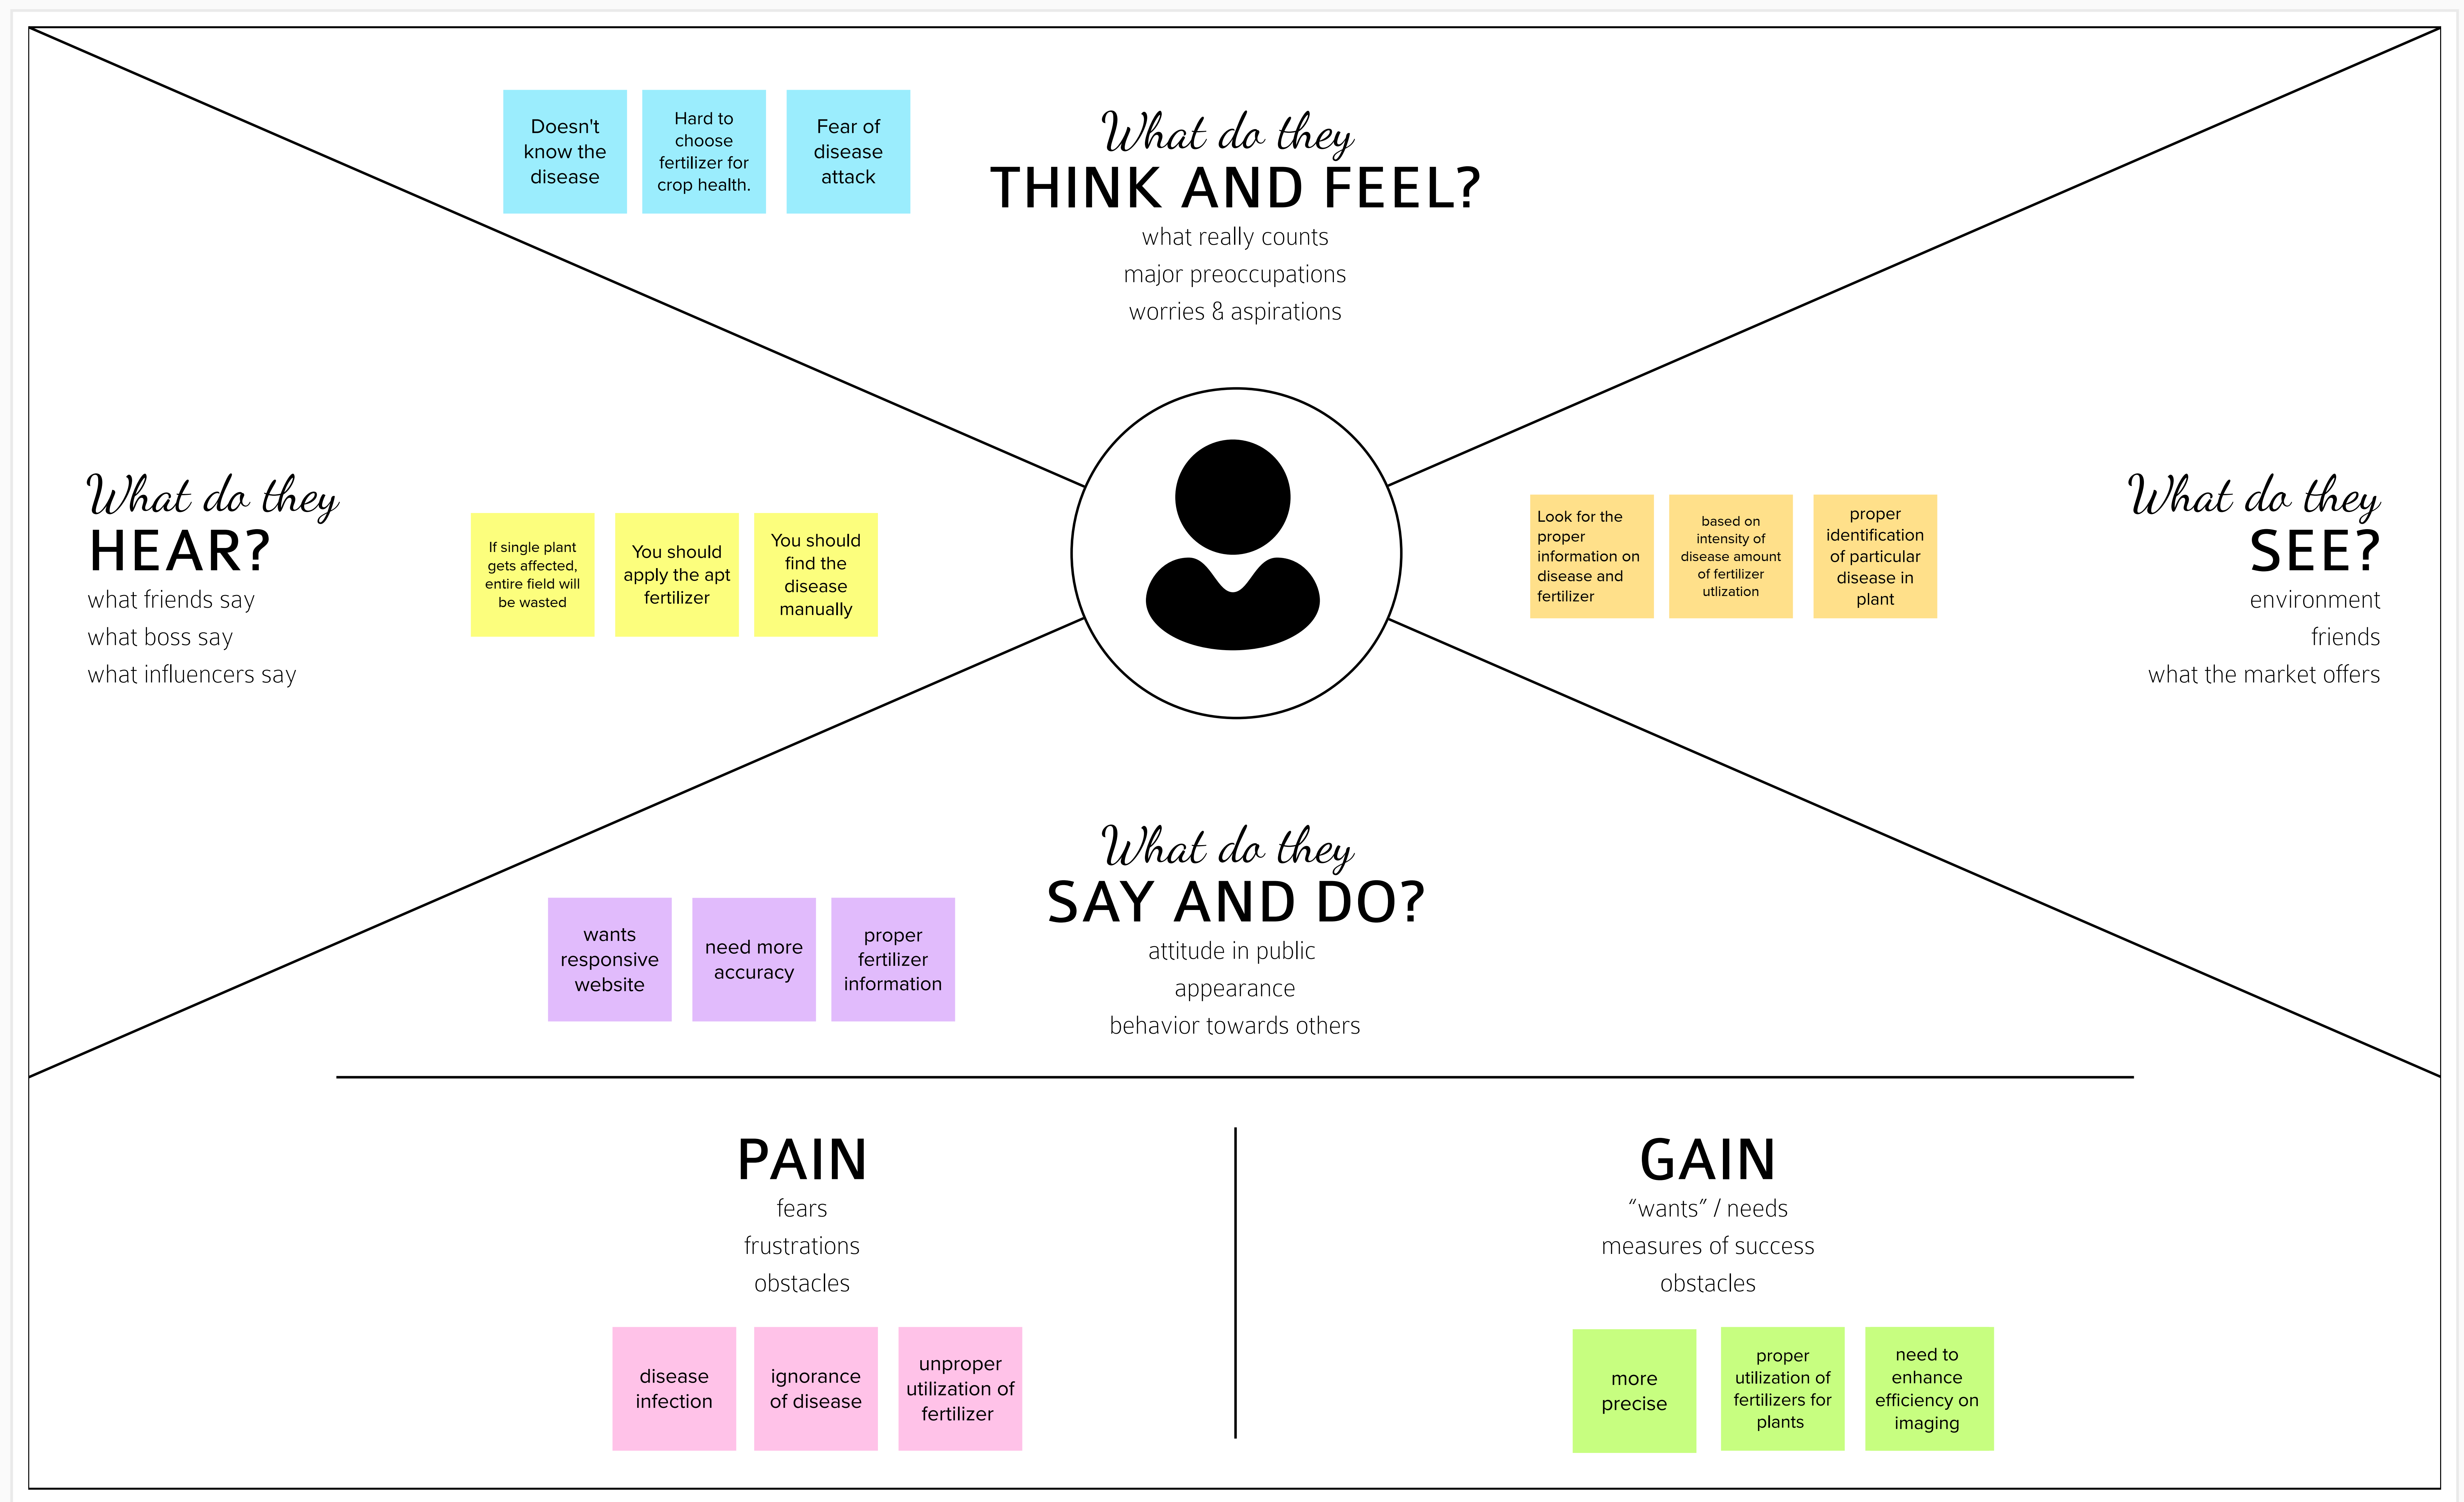 Doesn't
know the
disease
Hard to
choose
fertilizer for
crop health.
Fear of
disease
attack
What do they
THINK AND FEEL?
what really counts
major preoccupations
worries & aspirations
What do they
HEAR?
what friends say
what boss say
what influencers say
If single plant
gets affected,
entire field will
be wasted
You should
apply the apt
fertilizer
You should
find the
disease
manually
Look for the
proper
information on
disease and
fertilizer
based on
intensity of
disease amount
of fertilizer
utlization
proper
identification
of particular
disease in
plant
What do they
SEE?
environment
friends
what the market offers
What do they
SAY AND DO?
attitude in public
appearance
behavior towards others
wants
responsive
website
need more
accuracy
proper
fertilizer
information
PAIN
fears
frustrations
obstacles
disease
infection
ignorance
of disease
unproper
utilization of
fertilizer
GAIN
“wants” / needs
measures of success
obstacles
more
precise
proper
utilization of
fertilizers for
plants
need to
enhance
efficiency on
imaging